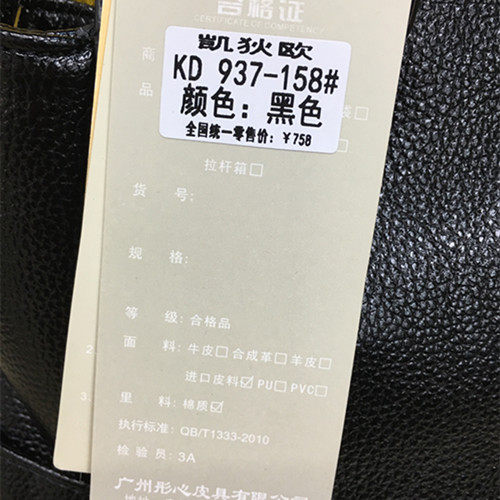 合格证
CERTIFICATE OF COMPETENCY
凯狄欧
KD 937-158#
颜色: 黑色
全国统一零售价: ¥758
商
品
袋□
拉杆箱□
货 号:
规 格:
等 级: 合格品
面 料: 牛皮□合成革□羊皮□
进口皮料☑PU□PVC□
里 料: 棉质☑
执行标准: QB/T1333-2010
检 验 员: 3A
广州彤心皮具有限公司